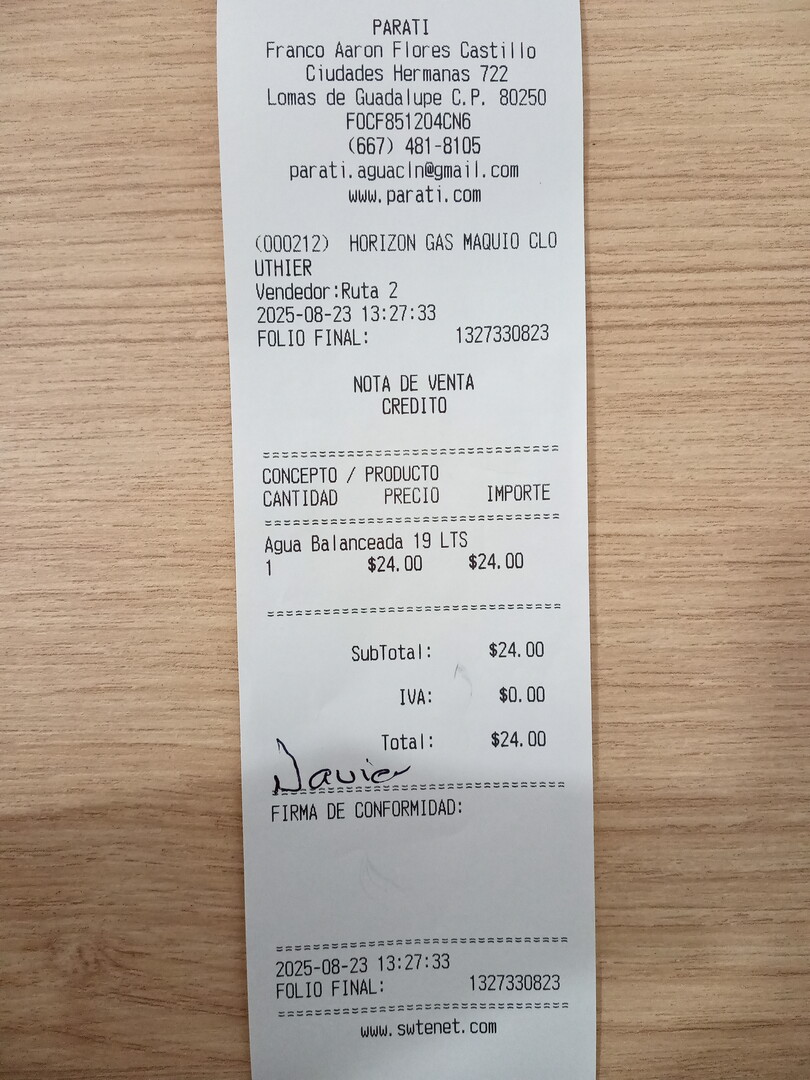 PARATI
Franco Aaron Flores Castillo
Ciudades Hermanas 722
Lomas de Guadalupe C.P. 80250
FOCF851204CN6
(667) 481-8105
parati.aguacln@gmail.com
www.parati.com
(000212) HORIZON GAS MAQUIO CLO
UTHIER
Vendedor:Ruta 2
2025-08-23 13:27:33
FOLIO FINAL: 1327330823
NOTA DE VENTA
CREDITO
==============================
CONCEPTO / PRODUCTO
CANTIDAD PRECIO IMPORTE
==============================
Agua Balanceada 19 LTS
1 $24.00 $24.00
==============================
SubTotal: $24.00
IVA: $0.00
Total: $24.00
Javier
==============================
FIRMA DE CONFORMIDAD:
==============================
2025-08-23 13:27:33
FOLIO FINAL: 1327330823
==============================
www.swtenet.com